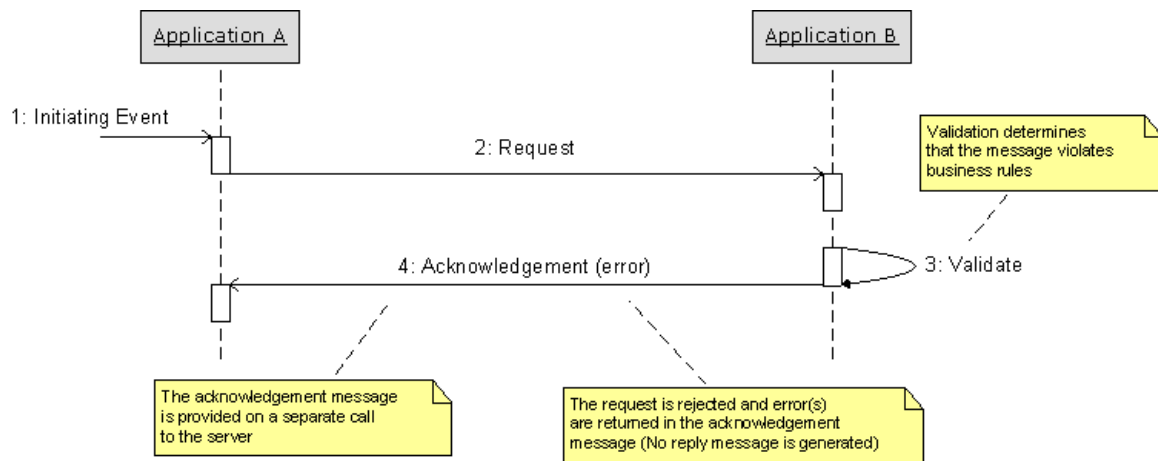 Application A
Application B
1: Initiating Event
2: Request
Validation determines
that the message violates
business rules
4: Acknowledgement (error)
3: Validate
The acknowledgement message
is provided on a separate call
to the server
The request is rejected and error(s)
are returned in the acknowledgement
message (No reply message is generated)